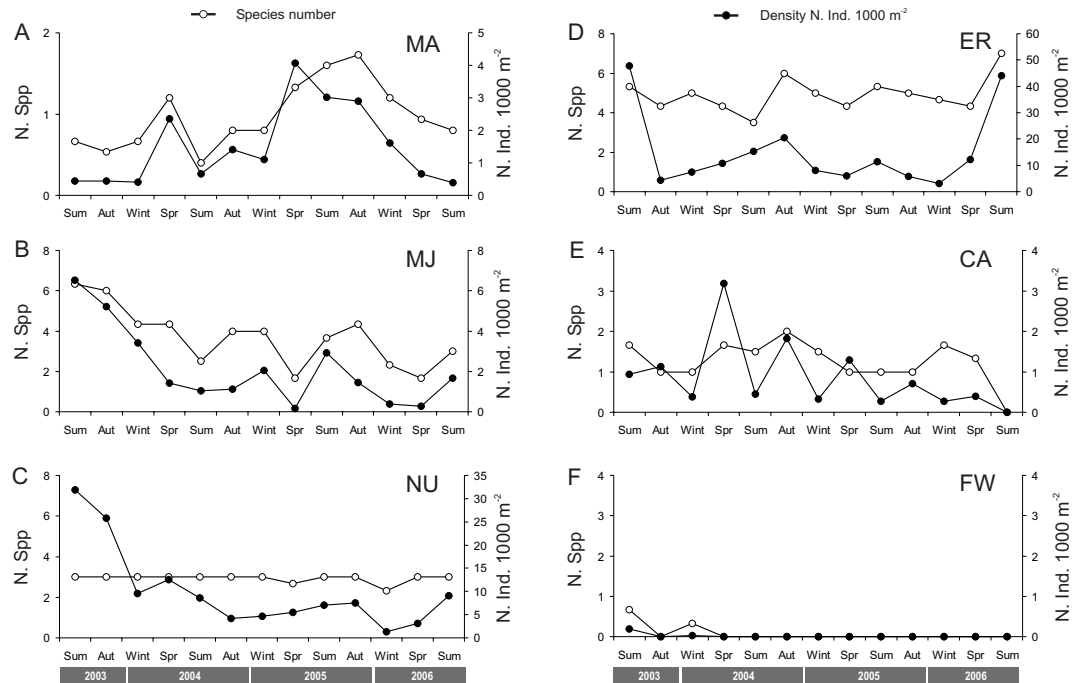 Species number
Density N. Ind. 1000 m-2
A
MA
N. Spp
N. Ind. 1000 m-2
2
1
0
5
4
3
2
1
0
Sum Aut Wint Spr Sum Aut Wint Spr Sum Aut Wint Spr Sum
B
MJ
N. Spp
N. Ind. 1000 m-2
8
6
4
2
0
8
6
4
2
0
Sum Aut Wint Spr Sum Aut Wint Spr Sum Aut Wint Spr Sum
C
NU
N. Spp
N. Ind. 1000 m-2
8
6
4
2
0
35
30
25
20
15
10
5
0
Sum Aut Wint Spr Sum Aut Wint Spr Sum Aut Wint Spr Sum
2003 2004 2005 2006
D
ER
N. Spp
N. Ind. 1000 m-2
8
6
4
2
0
60
50
40
30
20
10
0
Sum Aut Wint Spr Sum Aut Wint Spr Sum Aut Wint Spr Sum
E
CA
N. Spp
N. Ind. 1000 m-2
4
3
2
1
0
4
3
2
1
0
Sum Aut Wint Spr Sum Aut Wint Spr Sum Aut Wint Spr Sum
F
FW
N. Spp
N. Ind. 1000 m-2
4
3
2
1
0
4
3
2
1
0
Sum Aut Wint Spr Sum Aut Wint Spr Sum Aut Wint Spr Sum
2003 2004 2005 2006